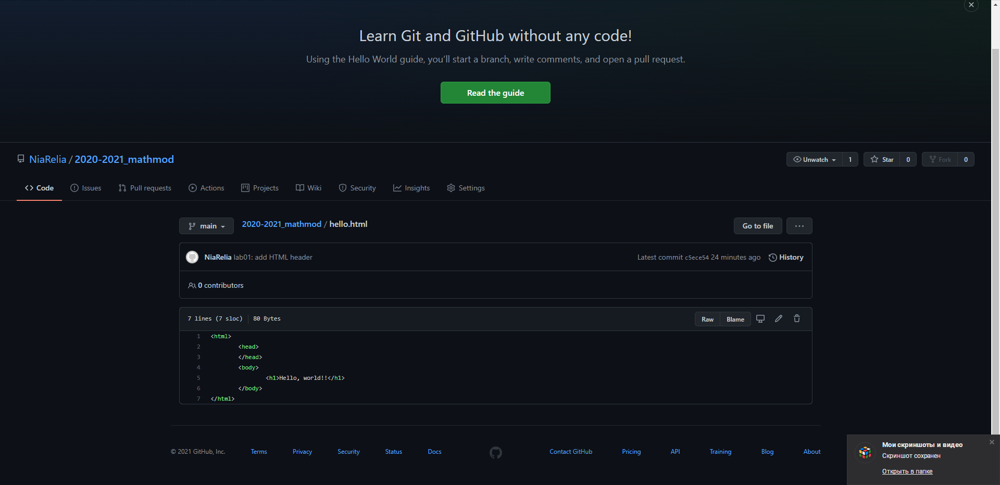 Learn Git and GitHub without any code!
Using the Hello World guide, you’ll start a branch, write comments, and open a pull request.
Read the guide
NiaRelia / 2020-2021_mathmod
Unwatch 1 Star 0 Fork 0
Code Issues Pull requests Actions Projects Wiki Security Insights Settings
main 2020-2021_mathmod / hello.html Go to file ...
NiaRelia lab01: add HTML header Latest commit c5ece54 24 minutes ago History
0 contributors
7 lines (7 sloc) 80 Bytes Raw Blame
1 <html>
2 <head>
3 </head>
4 <body>
5 <h1>Hello, world!!</h1>
6 </body>
7 </html>
© 2021 GitHub, Inc. Terms Privacy Security Status Docs Contact GitHub Pricing API Training Blog About
Мои скриншоты и видео
Скриншот сохранен
Открыть в папке